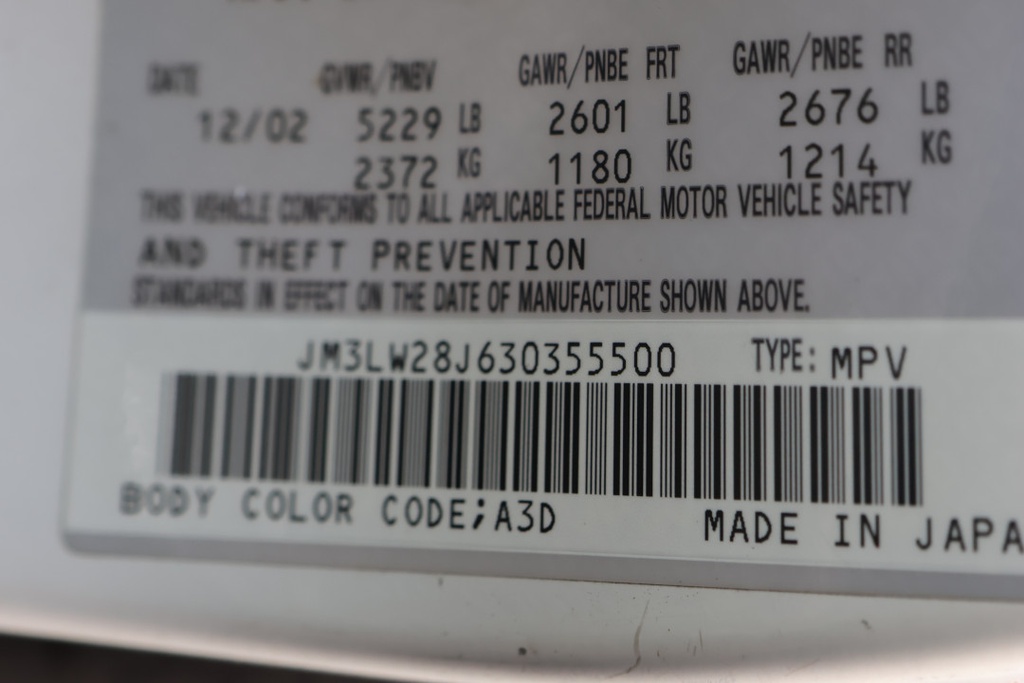 DATE GVWR/PNBV GAWR/PNBE FRT GAWR/PNBE RR
12/02 5229 LB 2601 LB 2676 LB
2372 KG 1180 KG 1214 KG
THIS VEHICLE CONFORMS TO ALL APPLICABLE FEDERAL MOTOR VEHICLE SAFETY
AND THEFT PREVENTION
STANDARDS IN EFFECT ON THE DATE OF MANUFACTURE SHOWN ABOVE.
JM3LW28J630355500 TYPE: MPV
BODY COLOR CODE;A3D MADE IN JAPA